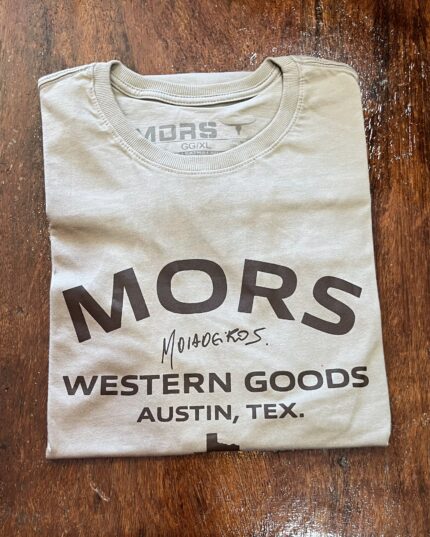 MORS
GG/XL
MORS
WESTERN GOODS
AUSTIN, TEX.